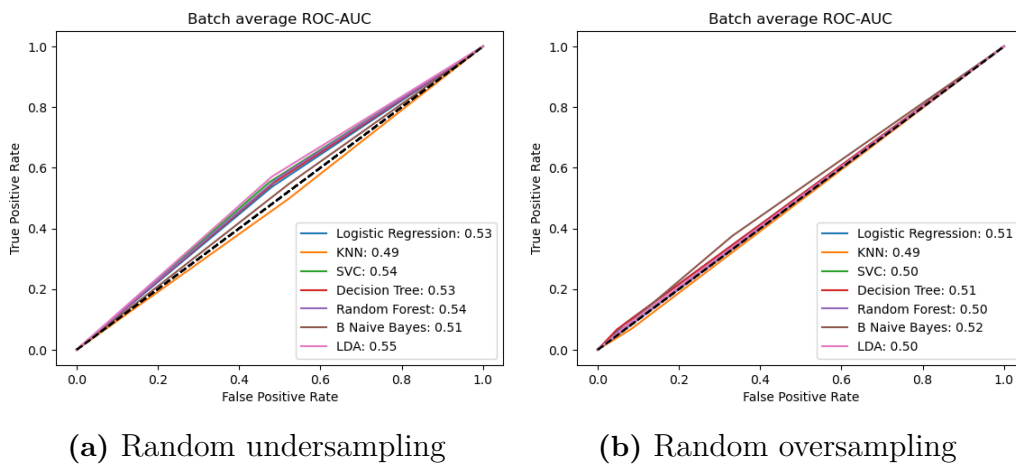 Batch average ROC-AUC
1.0
0.8
0.6
0.4
0.2
0.0
True Positive Rate
Logistic Regression: 0.53
KNN: 0.49
SVC: 0.54
Decision Tree: 0.53
Random Forest: 0.54
B Naive Bayes: 0.51
LDA: 0.55
0.0 0.2 0.4 0.6 0.8 1.0
False Positive Rate
(a) Random undersampling
Batch average ROC-AUC
1.0
0.8
0.6
0.4
0.2
0.0
True Positive Rate
Logistic Regression: 0.51
KNN: 0.49
SVC: 0.50
Decision Tree: 0.51
Random Forest: 0.50
B Naive Bayes: 0.52
LDA: 0.50
0.0 0.2 0.4 0.6 0.8 1.0
False Positive Rate
(b) Random oversampling